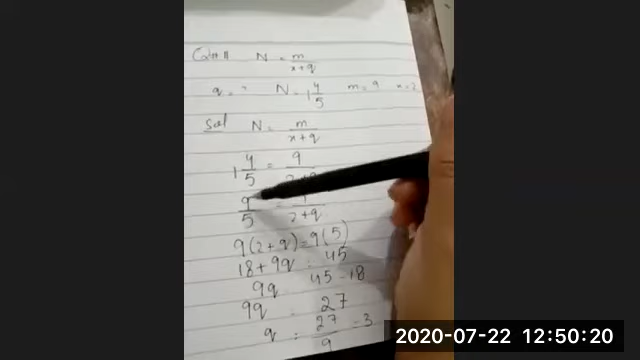 Q#11 N = m/x+q
q = ? N = 1 4/5 m = 9 x = 2
Sol N = m/x+q
1 4/5 = 9/2+q
9/5 = 9/2+q
9(2+q) = 9(5)
18+9q = 45
9q 45-18
9q = 27
q = 27/9 = 3
2020-07-22 12:50:20